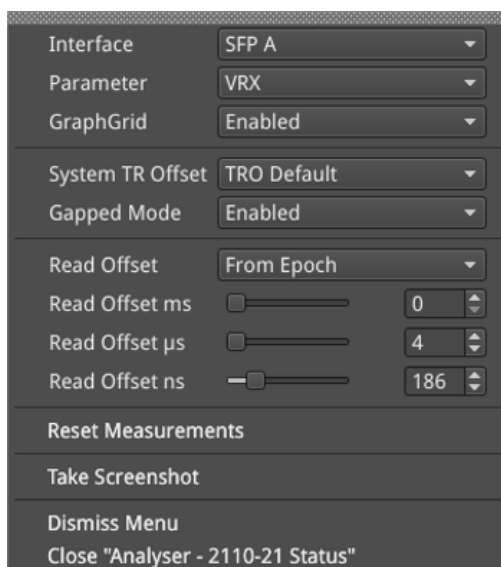 Interface SFP A
Parameter VRX
GraphGrid Enabled
System TR Offset TRO Default
Gapped Mode Enabled
Read Offset From Epoch
Read Offset ms 0
Read Offset µs 4
Read Offset ns 186
Reset Measurements
Take Screenshot
Dismiss Menu
Close "Analyser - 2110-21 Status"